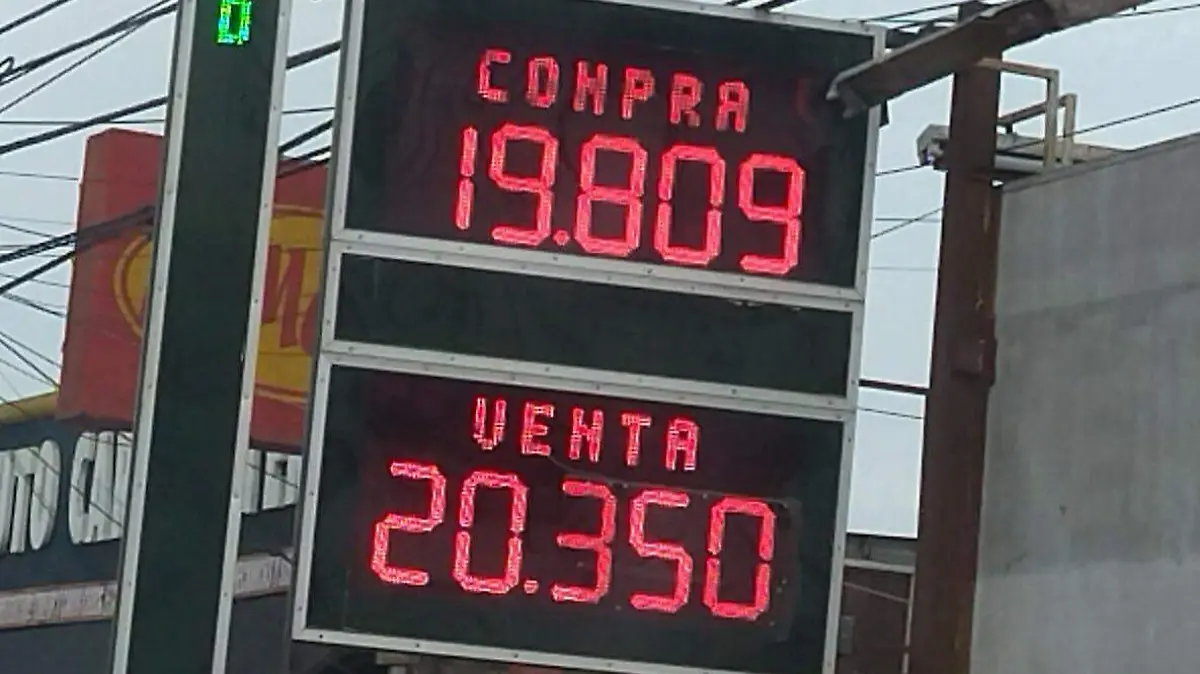 COMPRA
19.809
VENTA
20.350